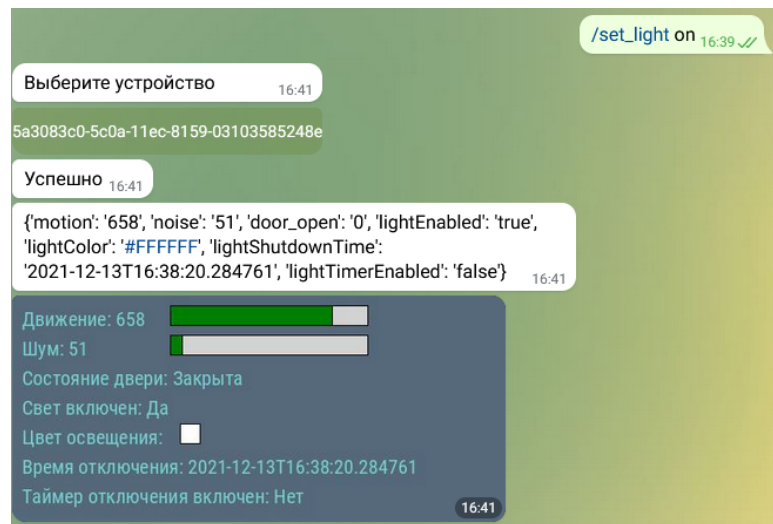 /set_light on 16:39
Выберите устройство 16:41
5a3083c0-5c0a-11ec-8159-03103585248e
Успешно 16:41
{'motion': '658', 'noise': '51', 'door_open': '0', 'lightEnabled': 'true',
'lightColor': '#FFFFFF', 'lightShutdownTime':
'2021-12-13T16:38:20.284761', 'lightTimerEnabled': 'false'} 16:41
Движение: 658
Шум: 51
Состояние двери: Закрыта
Свет включен: Да
Цвет освещения:
Время отключения: 2021-12-13T16:38:20.284761
Таймер отключения включен: Нет 16:41